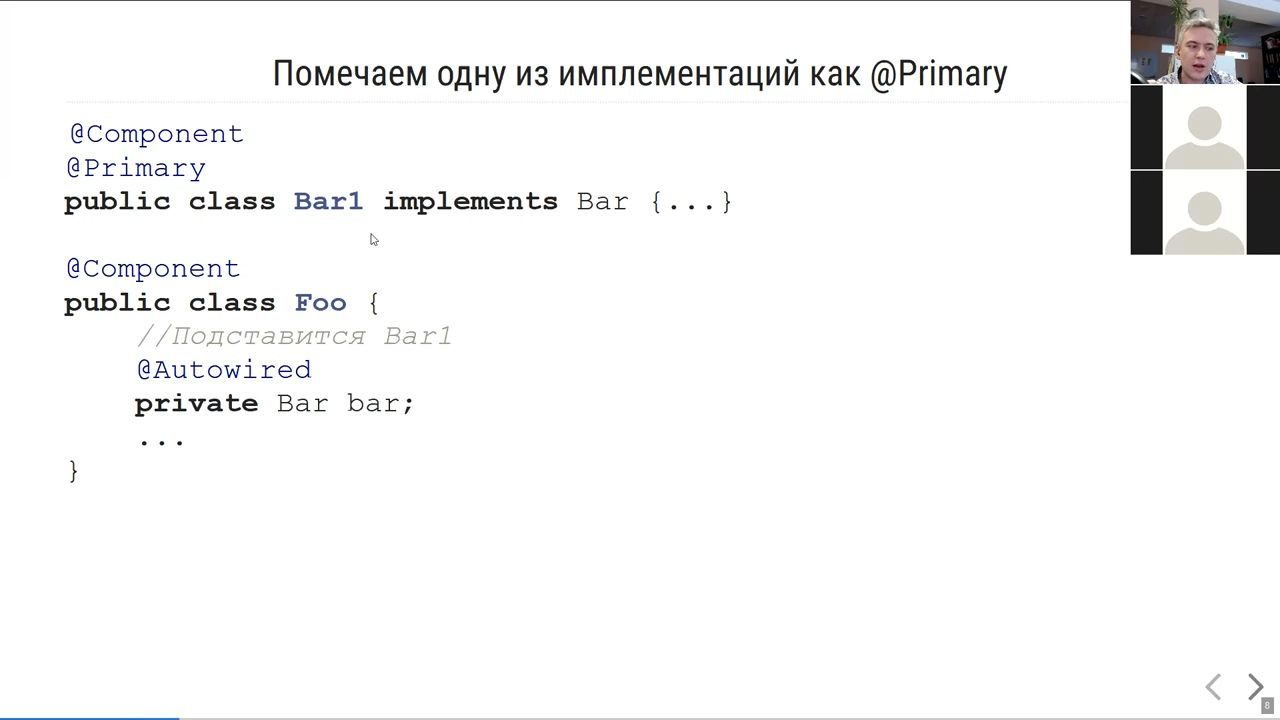 Помечаем одну из имплементаций как @Primary
@Component
@Primary
public class Bar1 implements Bar {...}
@Component
public class Foo {
//Подставится Bar1
@Autowired
private Bar bar;
...
}
8